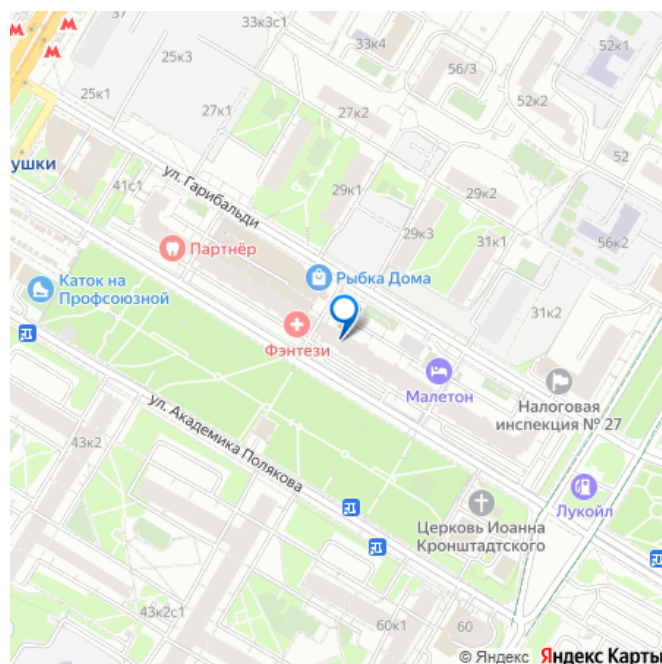 37
33к3с1
33к4
52к1
25к3
56/3
25к1
27к1
27к2
52к2
52
ушки
41с1
ул. Гарибальди
29к1
29к2
29к3
31к1
56к2
Партнёр
Каток на
Профсоюзной
Рыбка Дома
31к2
Фэнтези
Малетон
Налоговая
инспекция № 27
43к2
ул. Академика Полякова
Лукойл
Церковь Иоанна
Кронштадтского
43к2с1
60к1
60
© Яндекс Яндекс Карты